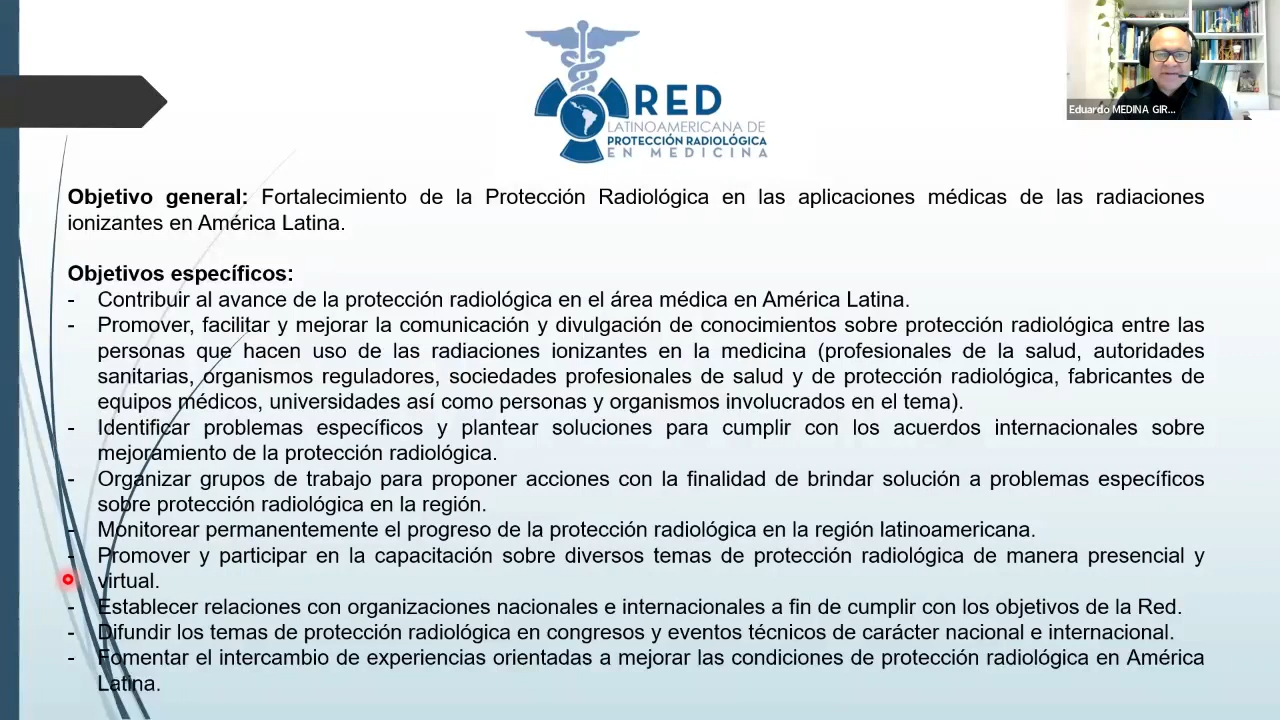 RED
LATINOAMERICANA DE
PROTECCIÓN RADIOLÓGICA
EN MEDICINA
Eduardo MEDINA GIR...
Objetivo general: Fortalecimiento de la Protección Radiológica en las aplicaciones médicas de las radiaciones
ionizantes en América Latina.
Objetivos específicos:
- Contribuir al avance de la protección radiológica en el área médica en América Latina.
- Promover, facilitar y mejorar la comunicación y divulgación de conocimientos sobre protección radiológica entre las
personas que hacen uso de las radiaciones ionizantes en la medicina (profesionales de la salud, autoridades
sanitarias, organismos reguladores, sociedades profesionales de salud y de protección radiológica, fabricantes de
equipos médicos, universidades así como personas y organismos involucrados en el tema).
- Identificar problemas específicos y plantear soluciones para cumplir con los acuerdos internacionales sobre
mejoramiento de la protección radiológica.
- Organizar grupos de trabajo para proponer acciones con la finalidad de brindar solución a problemas específicos
sobre protección radiológica en la región.
- Monitorear permanentemente el progreso de la protección radiológica en la región latinoamericana.
- Promover y participar en la capacitación sobre diversos temas de protección radiológica de manera presencial y
virtual.
- Establecer relaciones con organizaciones nacionales e internacionales a fin de cumplir con los objetivos de la Red.
- Difundir los temas de protección radiológica en congresos y eventos técnicos de carácter nacional e internacional.
- Fomentar el intercambio de experiencias orientadas a mejorar las condiciones de protección radiológica en América
Latina.